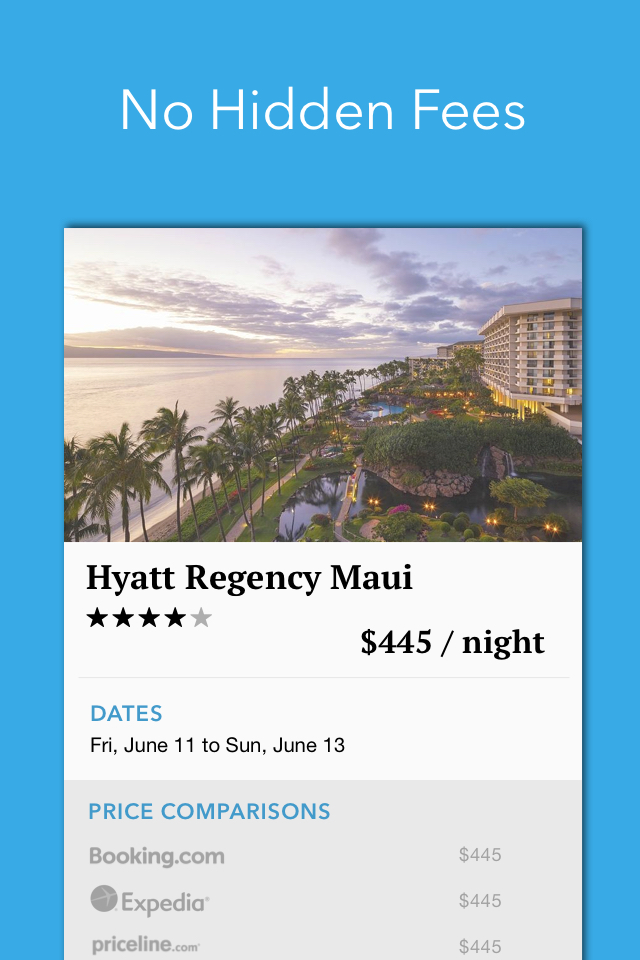 No Hidden Fees
Hyatt Regency Maui
$445 / night
DATES
Fri, June 11 to Sun, June 13
PRICE COMPARISONS
Booking.com $445
Expedia® $445
priceline.com® $445